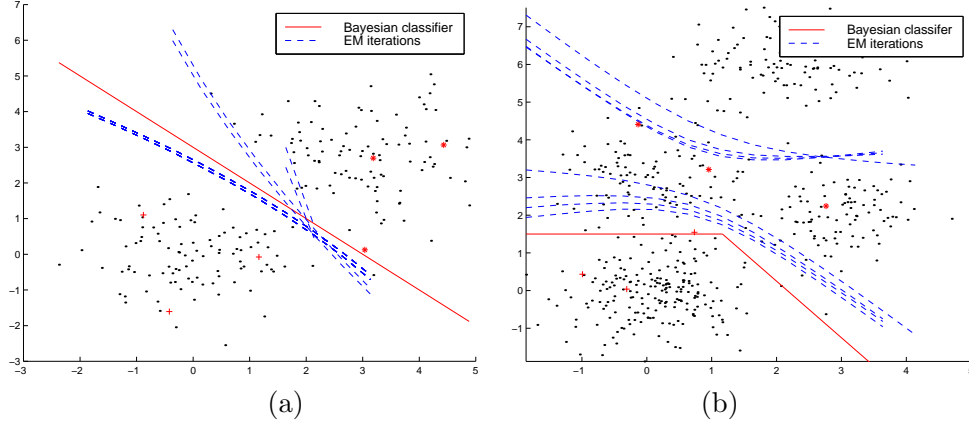 Bayesian classifier
EM iterations
7
6
5
4
3
2
1
0
−1
−2
−3
−3 −2 −1 0 1 2 3 4 5
(a)
Bayesian classifer
EM iterations
7
6
5
4
3
2
1
0
−1
−1 0 1 2 3 4 5
(b)